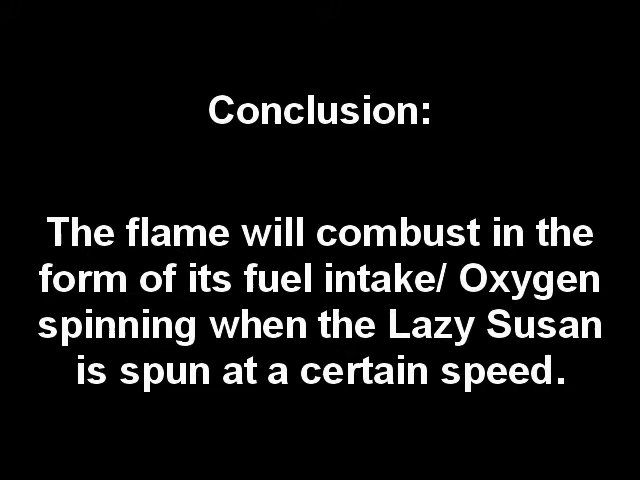 Conclusion:
The flame will combust in the
form of its fuel intake/ Oxygen
spinning when the Lazy Susan
is spun at a certain speed.